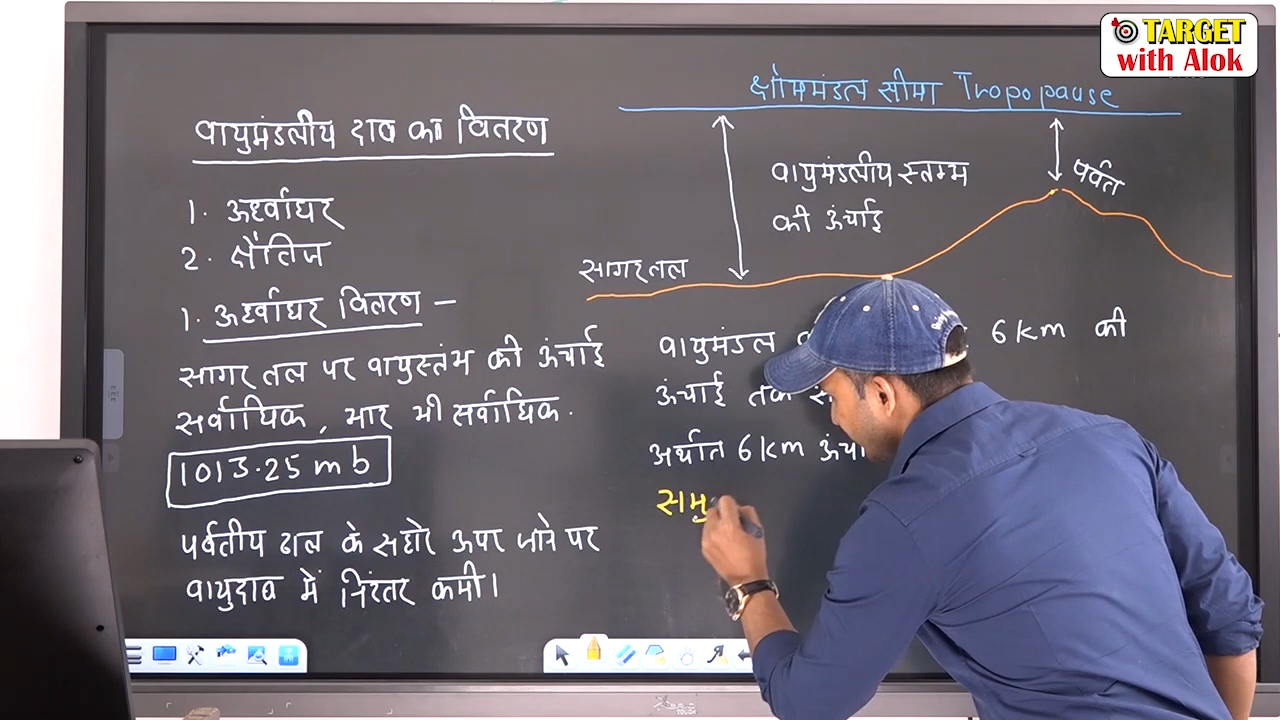 TARGET
with Alok
क्षोभमंडल सीमा Tropopause
वायुमंडलीय दाब का वितरण
1. ऊर्ध्वाधर
2. क्षैतिज
1. ऊर्ध्वाधर वितरण –
सागर तल पर वायुस्तंभ की ऊंचाई
सर्वाधिक, भार भी सर्वाधिक.
1013.25 mb
पर्वतीय ढाल के सहारे ऊपर जाने पर
वायुदाब में निरंतर कमी।
वायुमंडलीय स्तम्भ
की ऊंचाई
पर्वत
सागर तल
वायुमंडल 6 km की
ऊंचाई तक
अर्थात 6 km
समु